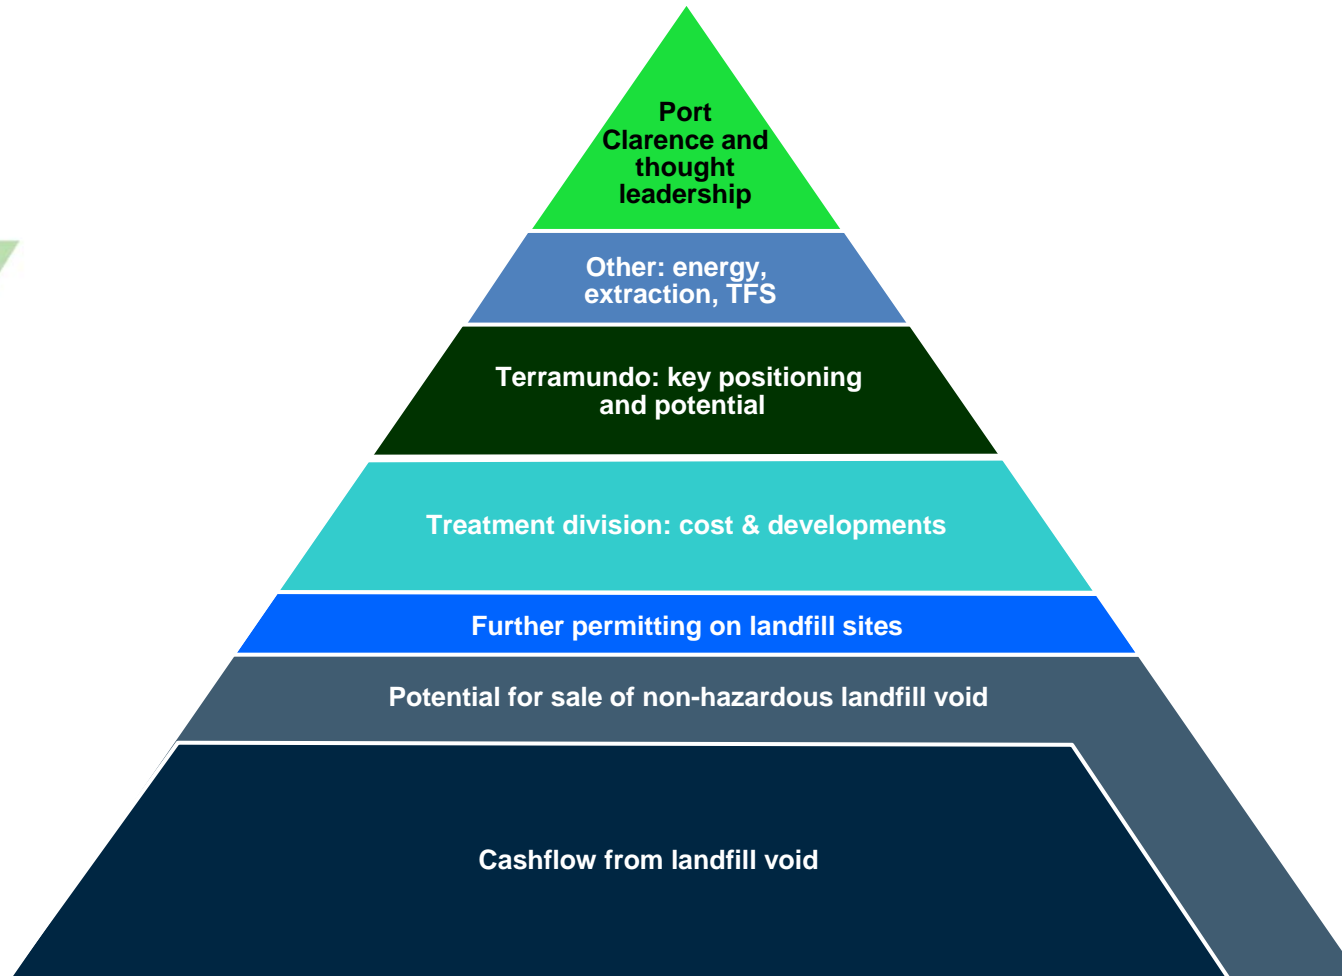 Port
Clarence and
thought
leadership
Other: energy,
extraction, TFS
Terramundo: key positioning
and potential
Treatment division: cost & developments
Further permitting on landfill sites
Potential for sale of non-hazardous landfill void
Cashflow from landfill void